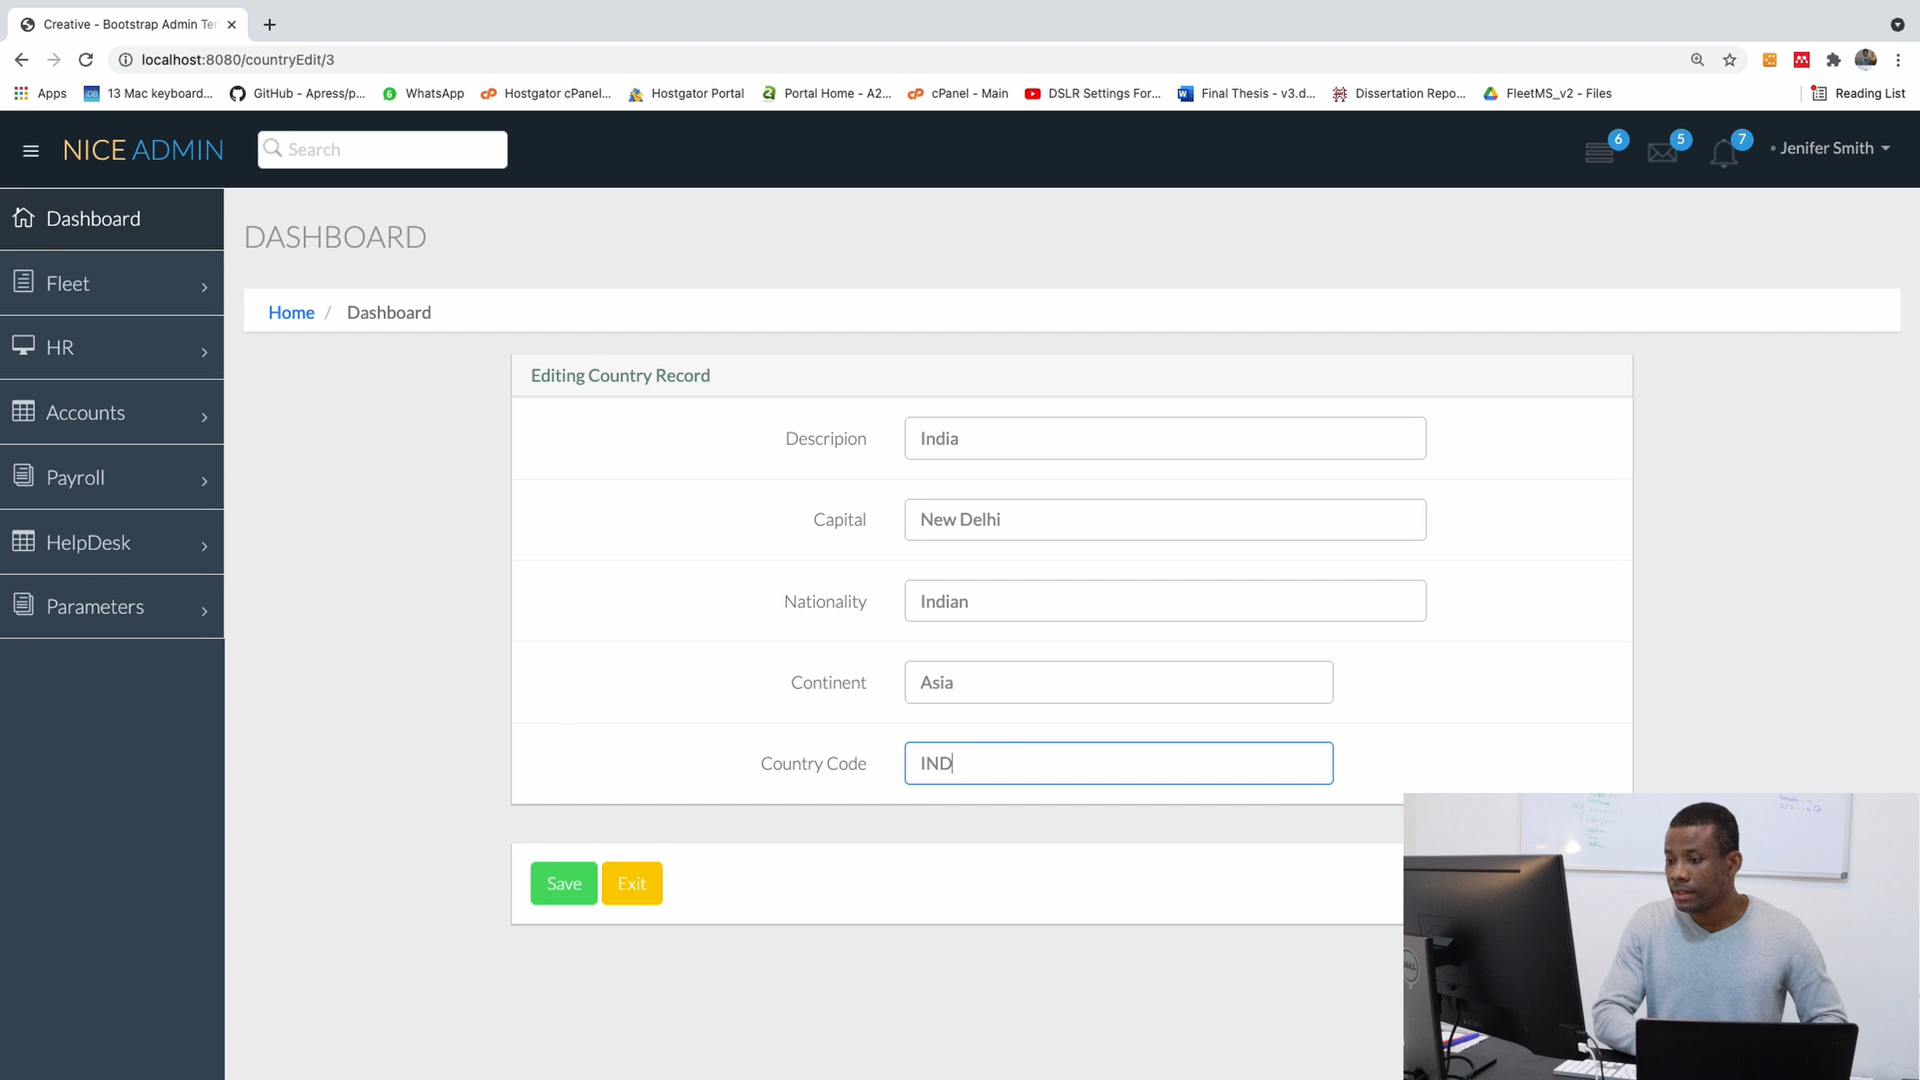 Creative - Bootstrap Admin Ter
localhost:8080/countryEdit/3
Apps
13 Mac keyboard...
GitHub - Apress/p...
WhatsApp
Hostgator cPanel...
Hostgator Portal
Portal Home - A2...
cPanel - Main
DSLR Settings For...
Final Thesis - v3.d...
Dissertation Repo...
FleetMS_v2 - Files
Reading List
NICE ADMIN
Search
6
5
7
Jenifer Smith
Dashboard
Fleet
HR
Accounts
Payroll
HelpDesk
Parameters
DASHBOARD
Home / Dashboard
Editing Country Record
Descripion India
Capital New Delhi
Nationality Indian
Continent Asia
Country Code IND
Save Exit
DELL